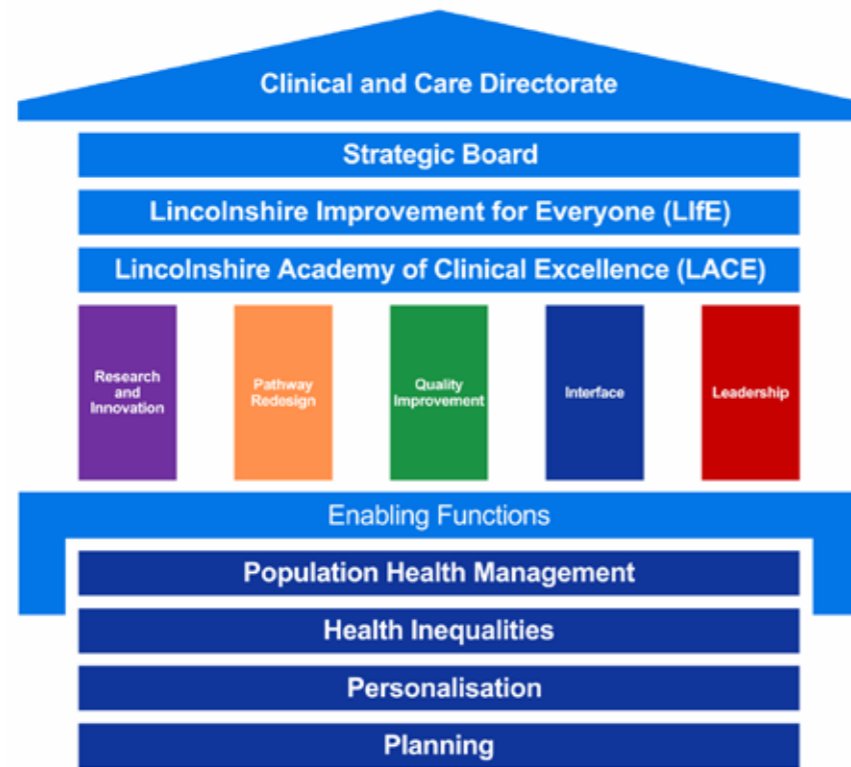 Clinical and Care Directorate
Strategic Board
Lincolnshire Improvement for Everyone (LIfE)
Lincolnshire Academy of Clinical Excellence (LACE)
Research
and
Innovation
Pathway
Redesign
Quality
Improvement
Interface
Leadership
Enabling Functions
Population Health Management
Health Inequalities
Personalisation
Planning